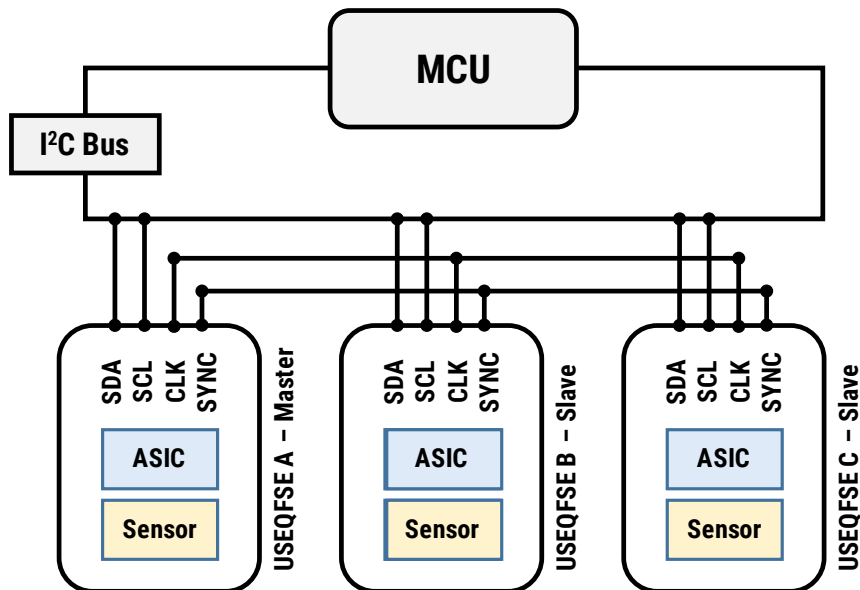 MCU
I²C Bus
SDA
SCL
CLK
SYNC
ASIC
Sensor
USEQFSE A – Master
SDA
SCL
CLK
SYNC
ASIC
Sensor
USEQFSE B – Slave
SDA
SCL
CLK
SYNC
ASIC
Sensor
USEQFSE C – Slave